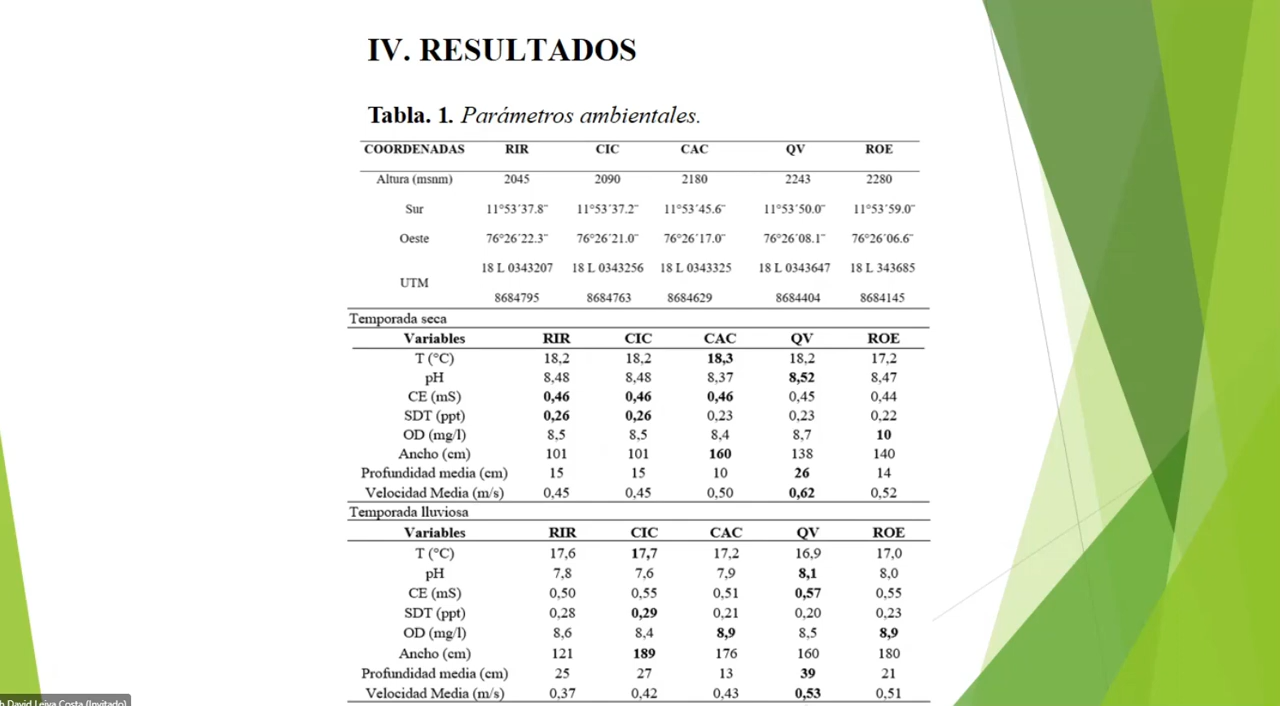 IV. RESULTADOS
Tabla. 1. Parámetros ambientales.
COORDENADAS RIR CIC CAC QV ROE
Altura (msnm) 2045 2090 2180 2243 2280
Sur 11°53´37.8¨ 11°53´37.2¨ 11°53´45.6¨ 11°53´50.0¨ 11°53´59.0¨
Oeste 76°26´22.3¨ 76°26´21.0¨ 76°26´17.0¨ 76°26´08.1¨ 76°26´06.6¨
UTM 18 L 0343207 18 L 0343256 18 L 0343325 18 L 0343647 18 L 343685
8684795 8684763 8684629 8684404 8684145
Temporada seca
Variables RIR CIC CAC QV ROE
T (°C) 18,2 18,2 18,3 18,2 17,2
pH 8,48 8,48 8,37 8,52 8,47
CE (mS) 0,46 0,46 0,46 0,45 0,44
SDT (ppt) 0,26 0,26 0,23 0,23 0,22
OD (mg/l) 8,5 8,5 8,4 8,7 10
Ancho (cm) 101 101 160 138 140
Profundidad media (cm) 15 15 10 26 14
Velocidad Media (m/s) 0,45 0,45 0,50 0,62 0,52
Temporada lluviosa
Variables RIR CIC CAC QV ROE
T (°C) 17,6 17,7 17,2 16,9 17,0
pH 7,8 7,6 7,9 8,1 8,0
CE (mS) 0,50 0,55 0,51 0,57 0,55
SDT (ppt) 0,28 0,29 0,21 0,20 0,23
OD (mg/l) 8,6 8,4 8,9 8,5 8,9
Ancho (cm) 121 189 176 160 180
Profundidad media (cm) 25 27 13 39 21
Velocidad Media (m/s) 0,37 0,42 0,43 0,53 0,51
David Leiva Costa (Invitado)